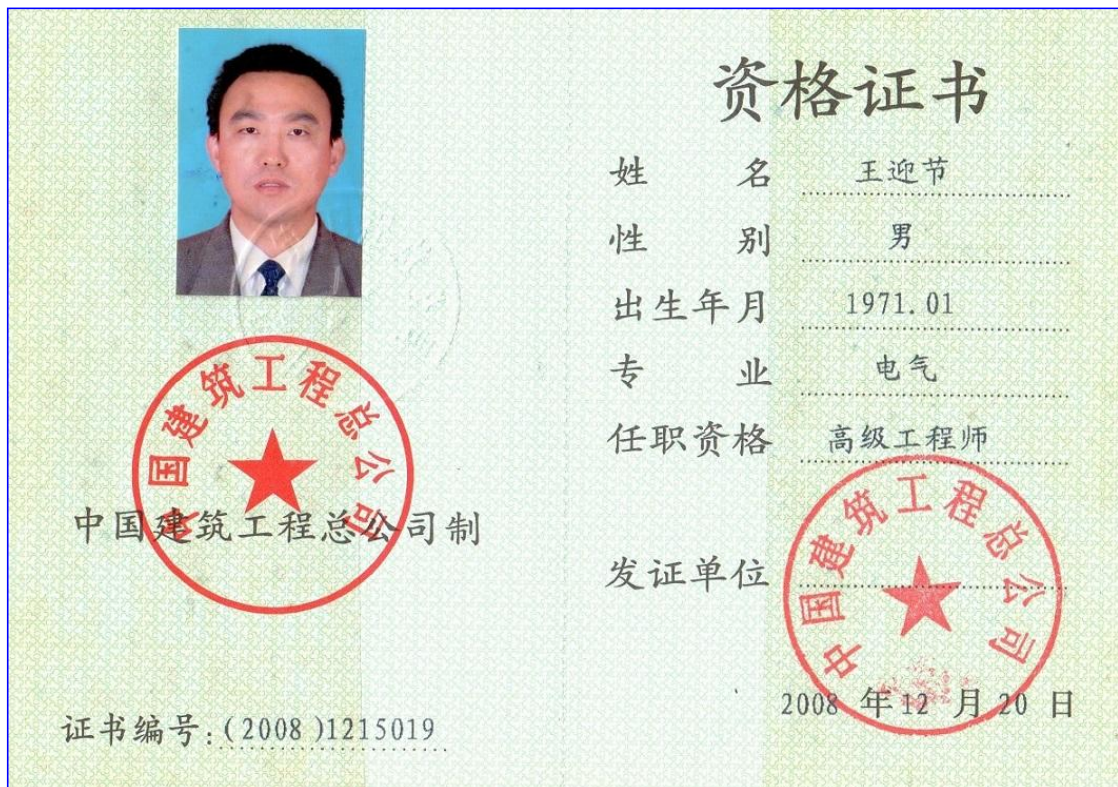 中国建筑工程总公司
中国建筑工程总公司制
证书编号:(2008)1215019
资格证书
姓 名 王迎节
性 别 男
出生年月 1971.01
专 业 电气
任职资格 高级工程师
发证单位
中国建筑工程总公司
2008 年 12 月 20 日